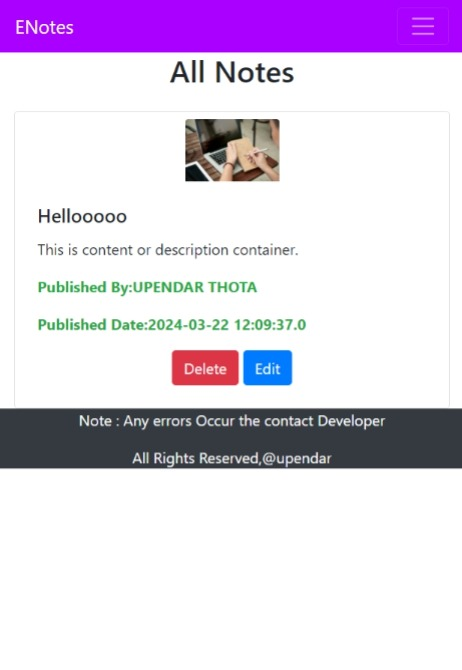 ENotes
All Notes
Hellooooo
This is content or description container.
Published By:UPENDAR THOTA
Published Date:2024-03-22 12:09:37.0
Delete Edit
Note : Any errors Occur the contact Developer
All Rights Reserved,@upendar